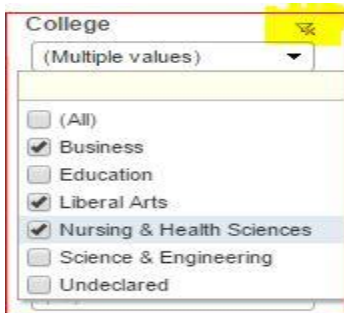 College
(Multiple values)
(All)
Business
Education
Liberal Arts
Nursing & Health Sciences
Science & Engineering
Undeclared